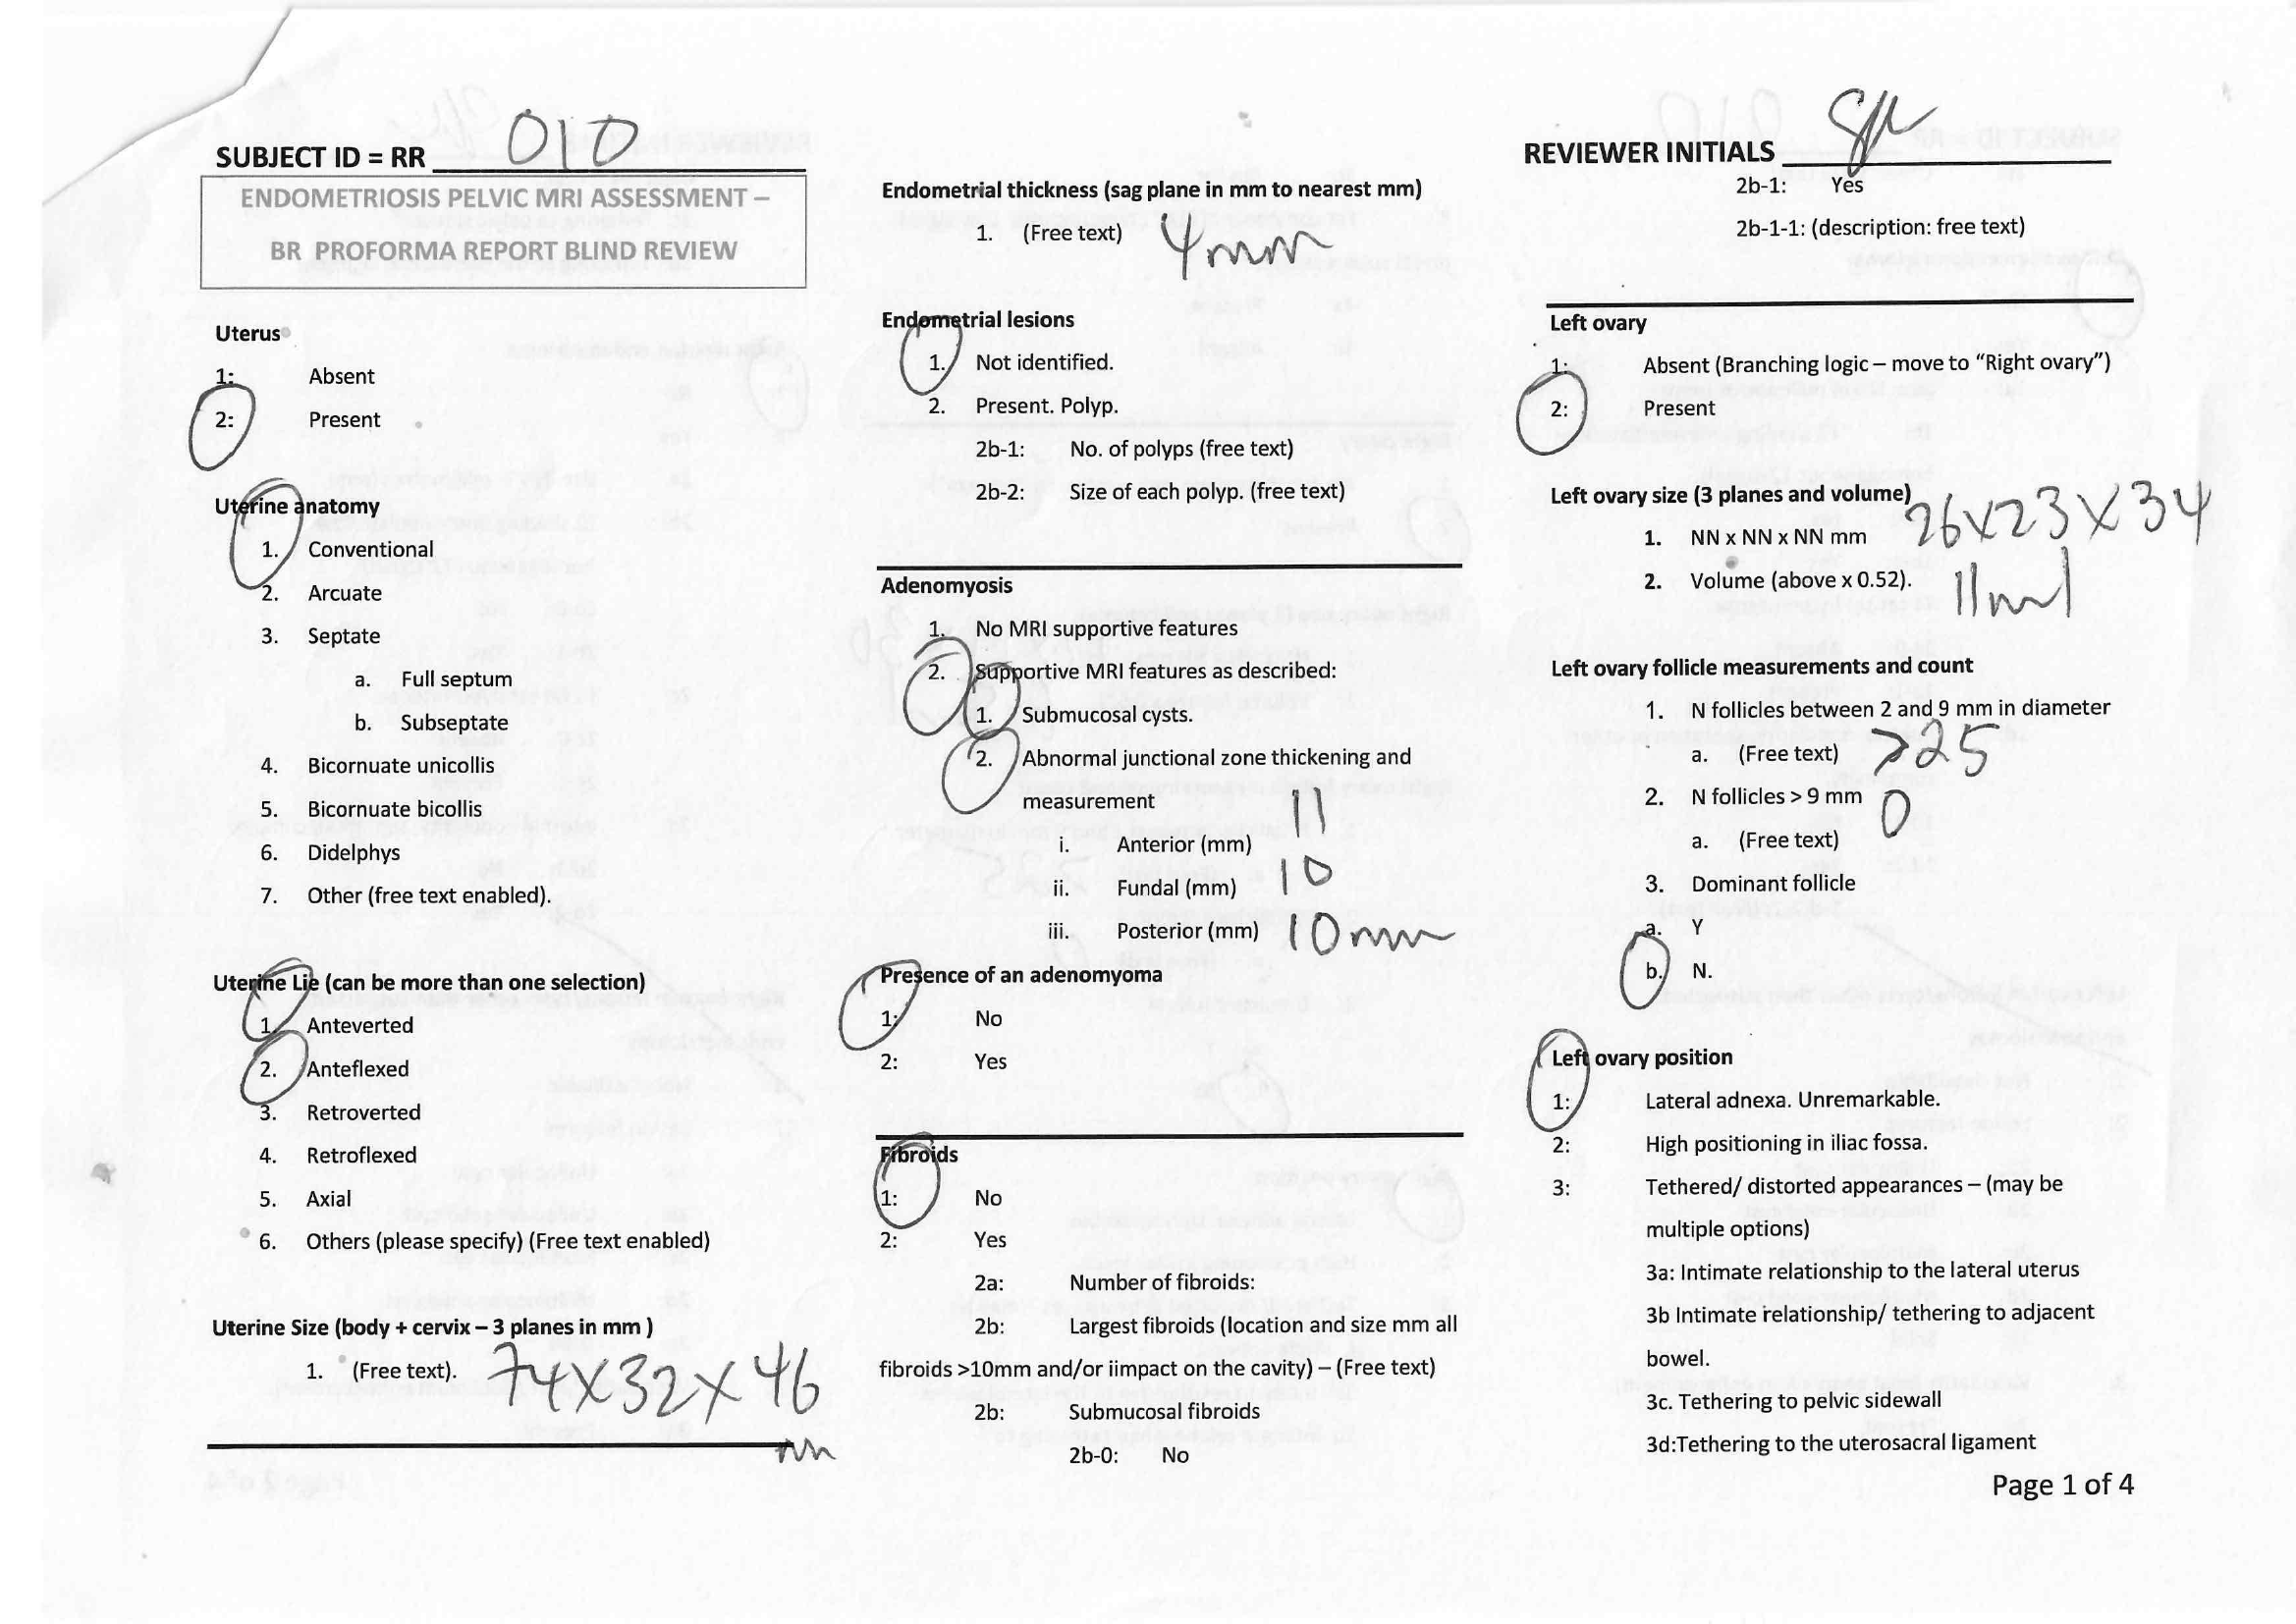 SUBJECT ID = RR 010
ENDOMETRIOSIS PELVIC MRI ASSESSMENT –
BR PROFORMA REPORT BLIND REVIEW
Uterus
1: Absent
2: Present
Uterine anatomy
1. Conventional
2. Arcuate
3. Septate
a. Full septum
b. Subseptate
4. Bicornuate unicollis
5. Bicornuate bicollis
6. Didelphys
7. Other (free text enabled).
Uterine Lie (can be more than one selection)
1. Anteverted
2. Anteflexed
3. Retroverted
4. Retroflexed
5. Axial
6. Others (please specify) (Free text enabled)
Uterine Size (body + cervix – 3 planes in mm )
1. (Free text). 74X32X46
mm
Endometrial thickness (sag plane in mm to nearest mm)
1. (Free text) 4mm
Endometrial lesions
1. Not identified.
2. Present. Polyp.
2b-1: No. of polyps (free text)
2b-2: Size of each polyp. (free text)
Adenomyosis
1. No MRI supportive features
2. Supportive MRI features as described:
1. Submucosal cysts.
2. Abnormal junctional zone thickening and
measurement
i. Anterior (mm) 11
ii. Fundal (mm) 10
iii. Posterior (mm) 10mm
Presence of an adenomyoma
1: No
2: Yes
Fibroids
1: No
2: Yes
2a: Number of fibroids:
2b: Largest fibroids (location and size mm all
fibroids >10mm and/or iimpact on the cavity) – (Free text)
2b: Submucosal fibroids
2b-0: No
REVIEWER INITIALS
2b-1: Yes
2b-1-1: (description: free text)
Left ovary
1: Absent (Branching logic – move to “Right ovary”)
2: Present
Left ovary size (3 planes and volume)
1. NN x NN x NN mm 26X23X34
2. Volume (above x 0.52). 11ml
Left ovary follicle measurements and count
1. N follicles between 2 and 9 mm in diameter
a. (Free text) >25
2. N follicles > 9 mm 0
a. (Free text)
3. Dominant follicle
a. Y
b. N.
Left ovary position
1: Lateral adnexa. Unremarkable.
2: High positioning in iliac fossa.
3: Tethered/ distorted appearances – (may be
multiple options)
3a: Intimate relationship to the lateral uterus
3b Intimate relationship/ tethering to adjacent
bowel.
3c. Tethering to pelvic sidewall
3d:Tethering to the uterosacral ligament
Page 1 of 4